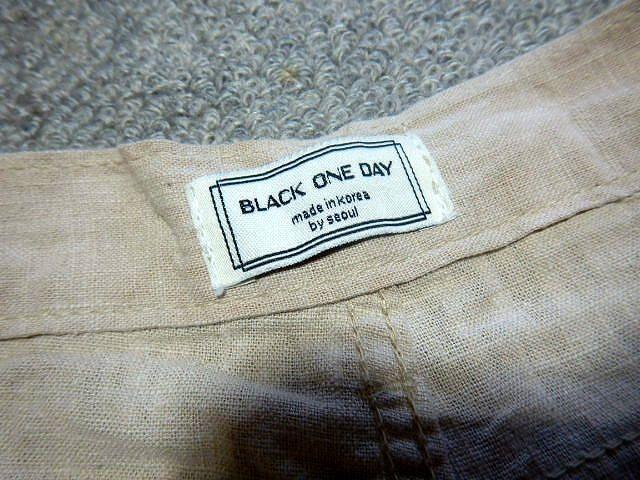 BLACK ONE DAY
made in korea
by seoul